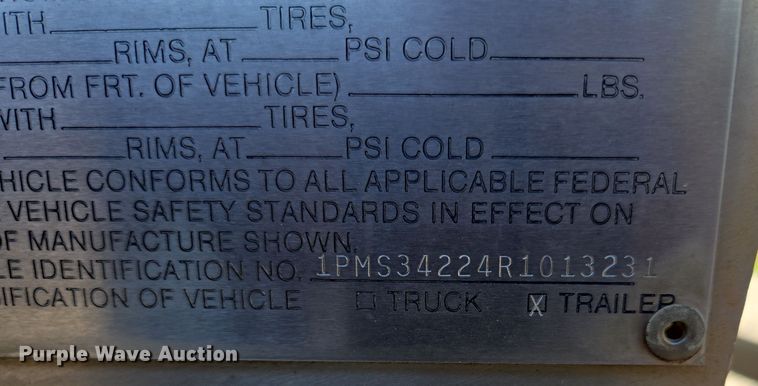 ITH TIRES,
RIMS, AT PSI COLD
FROM FRT. OF VEHICLE) LBS.
WITH TIRES,
RIMS, AT PSI COLD
HICLE CONFORMS TO ALL APPLICABLE FEDERAL
VEHICLE SAFETY STANDARDS IN EFFECT ON
OF MANUFACTURE SHOWN.
LE IDENTIFICATION NO. 1PMS34224R1013231
SIFICATION OF VEHICLE ☐ TRUCK ☒ TRAILER
Purple Wave Auction